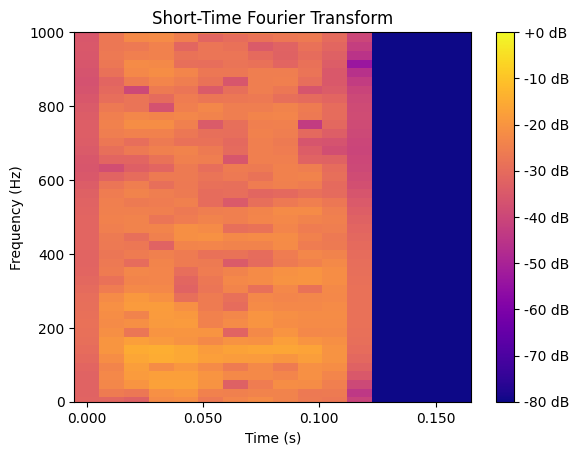 Short-Time Fourier Transform
1000
800
600
400
200
0
Frequency (Hz)
0.000
0.050
0.100
0.150
Time (s)
+0 dB
-10 dB
-20 dB
-30 dB
-40 dB
-50 dB
-60 dB
-70 dB
-80 dB